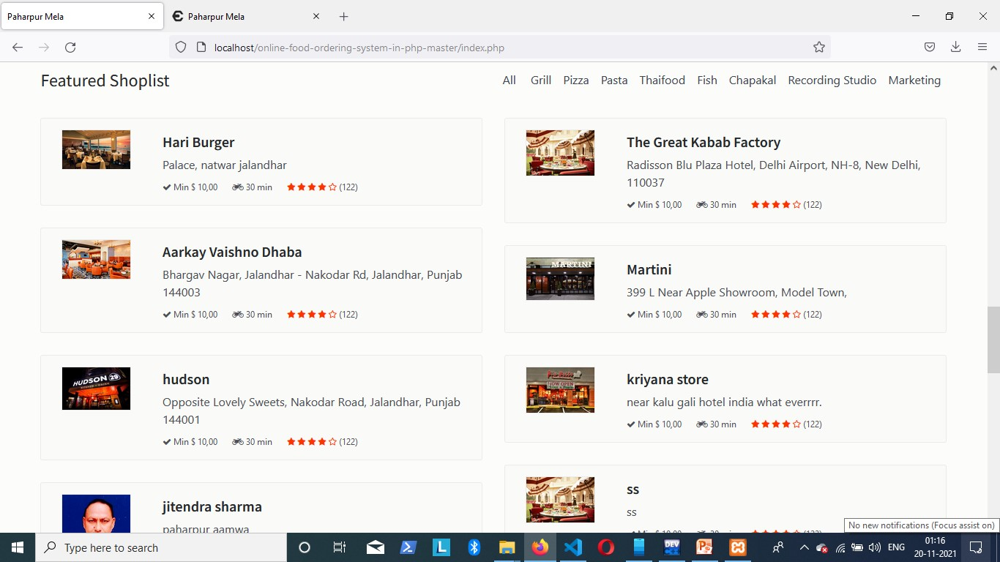 Paharpur Mela
Paharpur Mela
localhost/online-food-ordering-system-in-php-master/index.php
Featured Shoplist
All Grill Pizza Pasta Thaifood Fish Chapakal Recording Studio Marketing
Hari Burger
Palace, natwar jalandhar
Min $ 10,00 30 min (122)
The Great Kabab Factory
Radisson Blu Plaza Hotel, Delhi Airport, NH-8, New Delhi,
110037
Min $ 10,00 30 min (122)
Aarkay Vaishno Dhaba
Bhargav Nagar, Jalandhar - Nakodar Rd, Jalandhar, Punjab
144003
Min $ 10,00 30 min (122)
MARTINI
Martini
399 L Near Apple Showroom, Model Town,
Min $ 10,00 30 min (122)
HUDSON 29
hudson
Opposite Lovely Sweets, Nakodar Road, Jalandhar, Punjab
144001
Min $ 10,00 30 min (122)
NOW OPEN
kriyana store
near kalu gali hotel india what everrrr.
Min $ 10,00 30 min (122)
jitendra sharma
paharpur aamwa
ss
ss
Min $ 10,00 30 min (122)
No new notifications (Focus assist on)
Type here to search
L
DEV
C++
P
ENG
01:16
20-11-2021